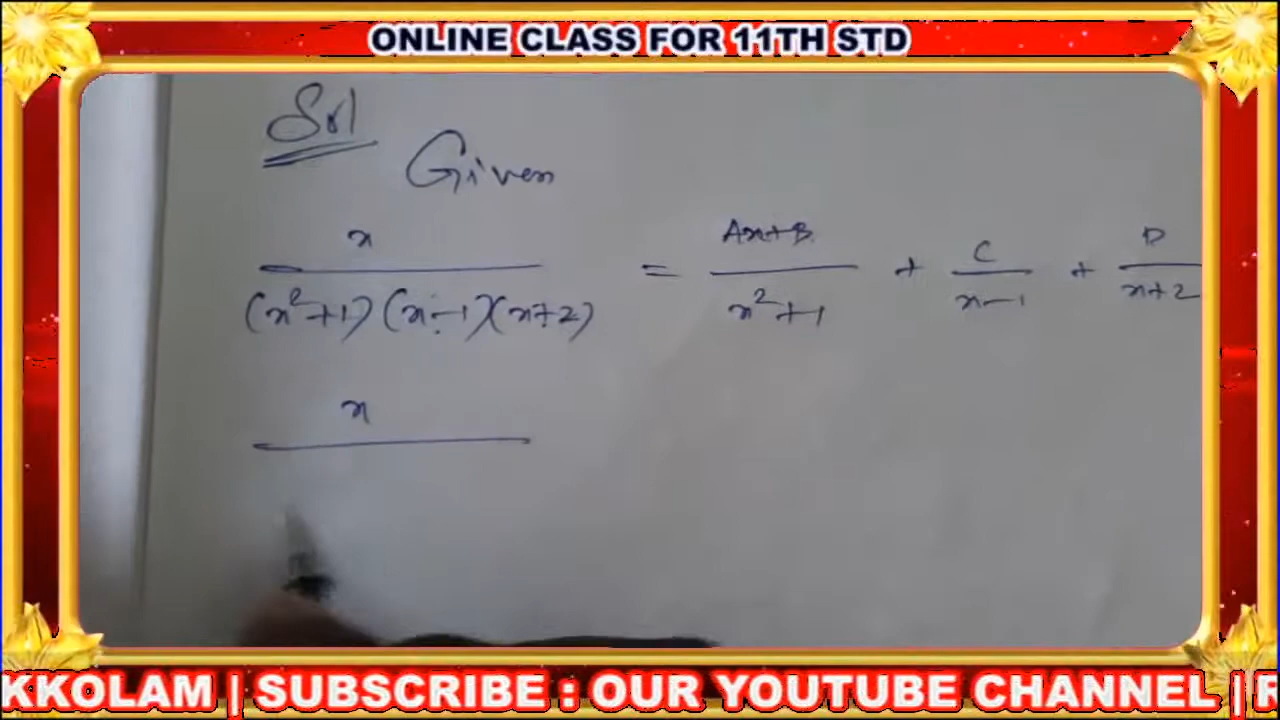 ONLINE CLASS FOR 11TH STD
Sol
Given
x / (x²+1)(x-1)(x+2) = Ax+B / x²+1 + C / x-1 + D / x+2
x
KKOLAM | SUBSCRIBE : OUR YOUTUBE CHANNEL | R